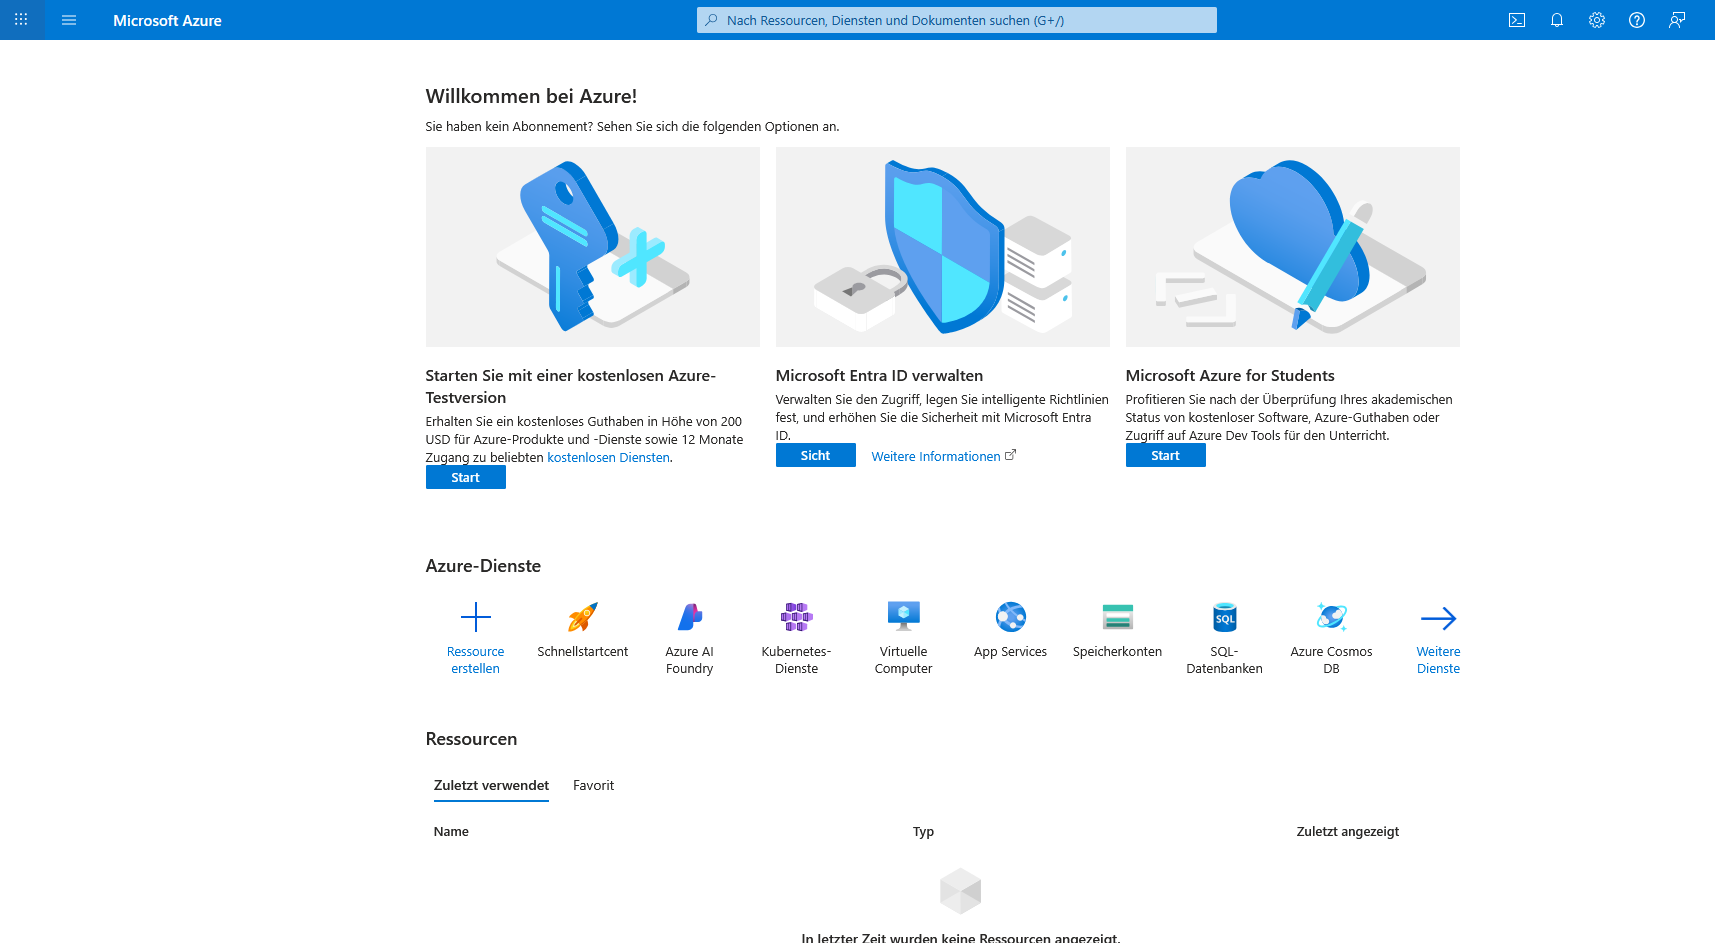 Microsoft Azure
Nach Ressourcen, Diensten und Dokumenten suchen (G+/)
Willkommen bei Azure!
Sie haben kein Abonnement? Sehen Sie sich die folgenden Optionen an.
Starten Sie mit einer kostenlosen Azure-
Testversion
Erhalten Sie ein kostenloses Guthaben in Höhe von 200
USD für Azure-Produkte und -Dienste sowie 12 Monate
Zugang zu beliebten kostenlosen Diensten.
Start
Microsoft Entra ID verwalten
Verwalten Sie den Zugriff, legen Sie intelligente Richtlinien
fest, und erhöhen Sie die Sicherheit mit Microsoft Entra
ID.
Sicht
Weitere Informationen
Microsoft Azure for Students
Profitieren Sie nach der Überprüfung Ihres akademischen
Status von kostenloser Software, Azure-Guthaben oder
Zugriff auf Azure Dev Tools für den Unterricht.
Start
Azure-Dienste
Ressource
erstellen
Schnellstartcent
Azure AI
Foundry
Kubernetes-
Dienste
Virtuelle
Computer
App Services
Speicherkonten
SQL
SQL-
Datenbanken
Azure Cosmos
DB
Weitere
Dienste
Ressourcen
Zuletzt verwendet
Favorit
Name
Typ
Zuletzt angezeigt
In letzter Zeit wurden keine Ressourcen angezeigt.